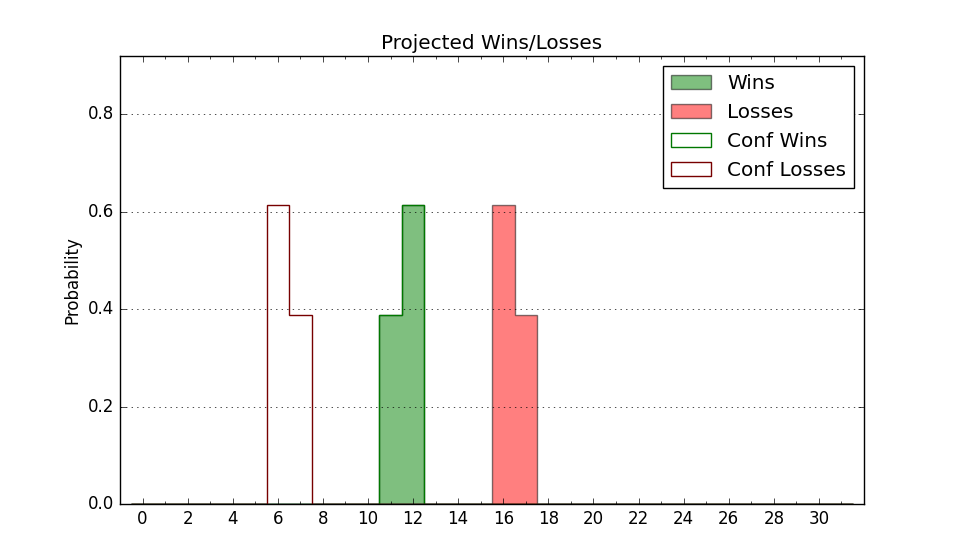 Projected Wins/Losses
Wins
Losses
Conf Wins
Conf Losses
Probability
0.8
0.6
0.4
0.2
0.0
0 2 4 6 8 10 12 14 16 18 20 22 24 26 28 30